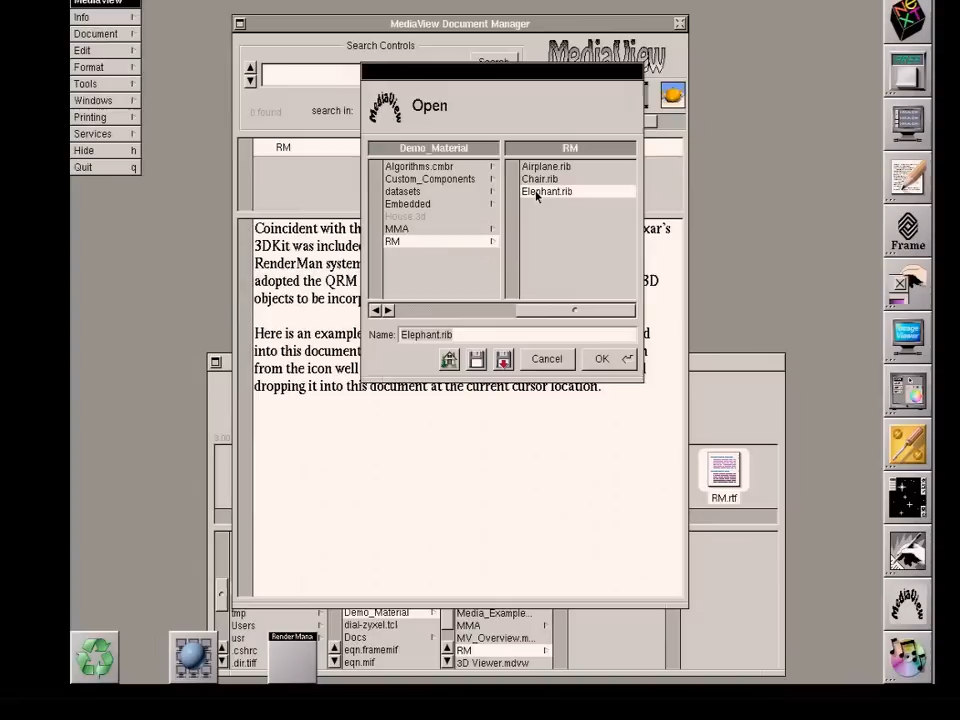 MediaView
Info
Document
Edit
Format
Tools
Windows
Printing
Services
Hide h
Quit q
MediaView Document Manager
Search Controls
Search
MediaView
0 found
search in:
RM
MediaView
Open
Demo_Material
RM
Algorithms.cmbr
Custom_Components
datasets
Embedded
House.3d
MMA
RM
Airplane.rib
Chair.rib
Elephant.rib
Name: Elephant.rib
Cancel
OK
Coincident with th
xar's
3DKit was include
RenderMan system
adopted the QRM
3D
objects to be incorp
Here is an example
d
into this document
from the icon well
dropping it into this document at the current cursor location.
RM.rtf
tmp
Users
usr
.cshrc
.dir.tiff
Demo_Material
dial-zyxel.tcl
Docs
eqn.framemif
eqn.mif
Media_Example...
MMA
MV_Overview.m...
RM
3D Viewer.mdvw
RenderMana
NeXT
Frame
MediaView